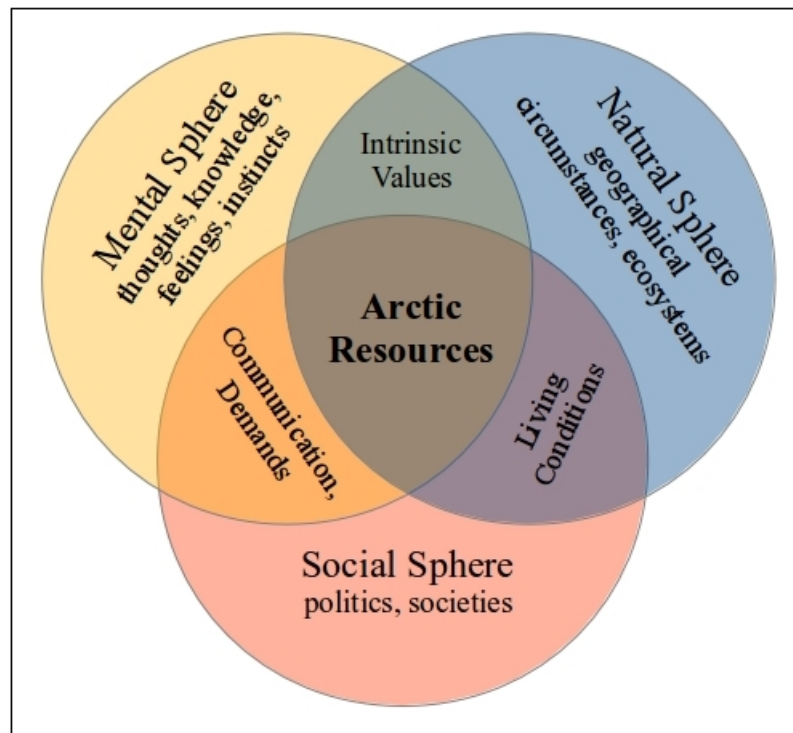 Mental Sphere
thoughts, knowledge,
feelings, instincts
Intrinsic
Values
Natural Sphere
geographical
circumstances, ecosystems
Arctic
Resources
Communication,
Demands
Living
Conditions
Social Sphere
politics, societies